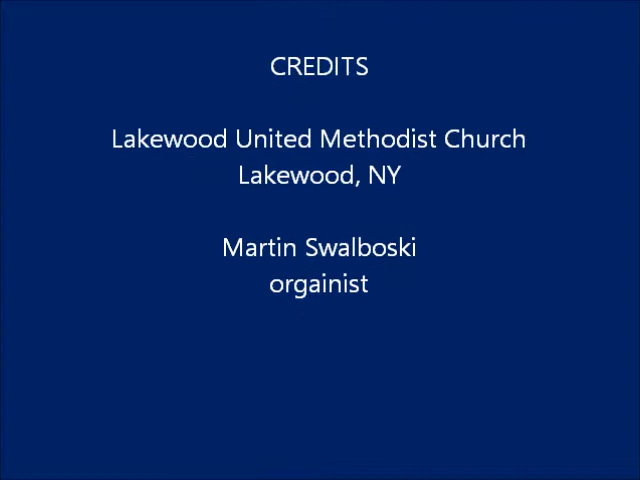 CREDITS
Lakewood United Methodist Church
Lakewood, NY
Martin Swalboski
orgainist